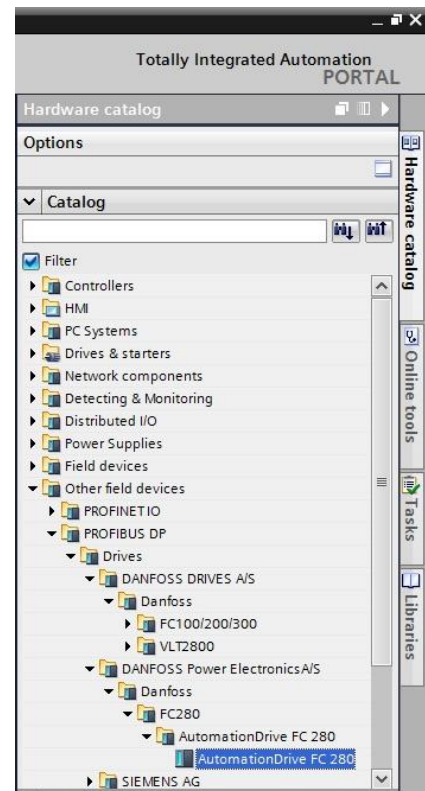 Totally Integrated Automation
PORTAL
Hardware catalog
Options
Catalog
Filter
Controllers
HMI
PC Systems
Drives & starters
Network components
Detecting & Monitoring
Distributed I/O
Power Supplies
Field devices
Other field devices
PROFINET IO
PROFIBUS DP
Drives
DANFOSS DRIVES A/S
Danfoss
FC100/200/300
VLT2800
DANFOSS Power Electronics A/S
Danfoss
FC280
AutomationDrive FC 280
AutomationDrive FC 280
SIEMENS AG
Hardware catalog
Online tools
Tasks
Libraries